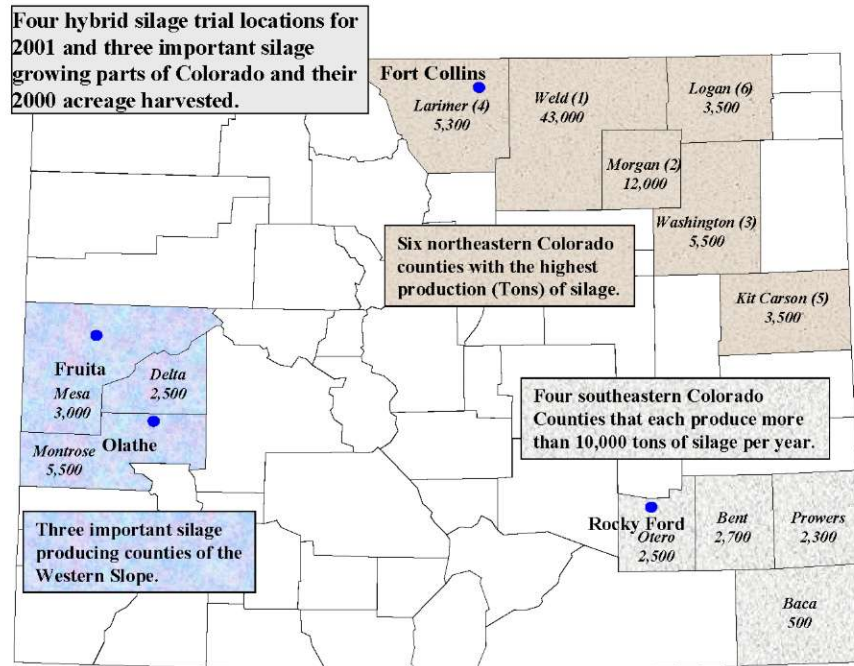 Four hybrid silage trial locations for
2001 and three important silage
growing parts of Colorado and their
2000 acreage harvested.
Fort Collins
Larimer (4)
5,300
Weld (1)
43,000
Logan (6)
3,500
Morgan (2)
12,000
Washington (3)
5,500
Six northeastern Colorado
counties with the highest
production (Tons) of silage.
Kit Carson (5)
3,500
Fruita
Mesa
3,000
Delta
2,500
Olathe
Montrose
5,500
Four southeastern Colorado
Counties that each produce more
than 10,000 tons of silage per year.
Three important silage
producing counties of the
Western Slope.
Rocky Ford
Otero
2,500
Bent
2,700
Prowers
2,300
Baca
500